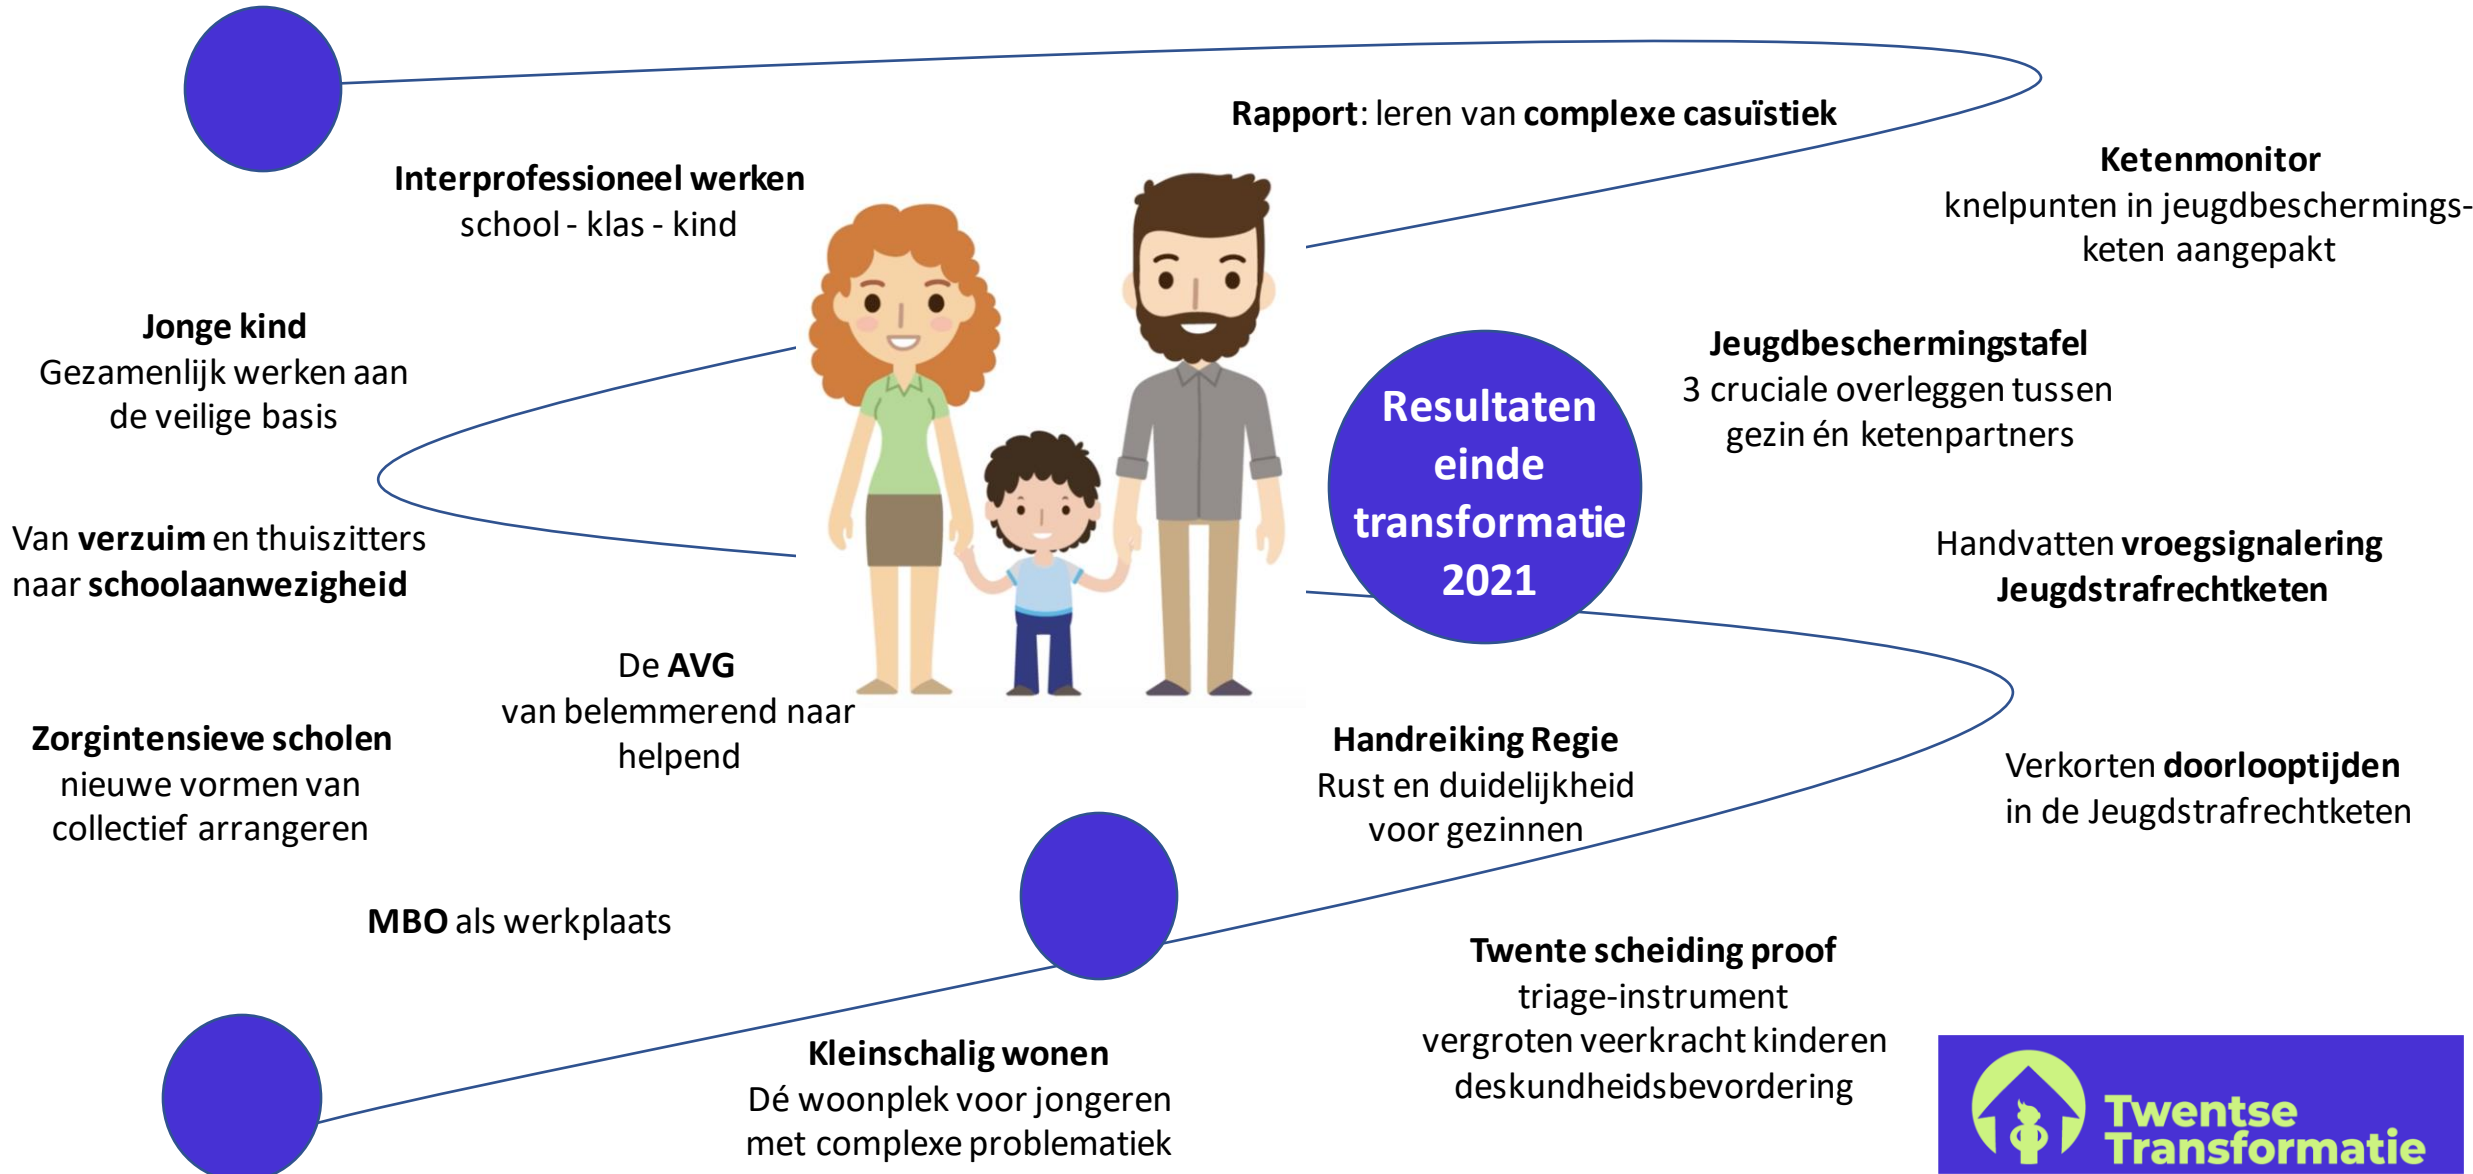 Rapport: leren van complexe casuïstiek
Interprofessioneel werken
school - klas - kind
Ketenmonitor
knelpunten in jeugdbeschermings-
keten aangepakt
Jonge kind
Gezamenlijk werken aan
de veilige basis
Jeugdbeschermingstafel
3 cruciale overleggen tussen
gezin én ketenpartners
Resultaten
einde
transformatie
2021
Van verzuim en thuiszitters
naar schoolaanwezigheid
Handvatten vroegsignalering
Jeugdstrafrechtketen
De AVG
van belemmerend naar
helpend
Zorgintensieve scholen
nieuwe vormen van
collectief arrangeren
Handreiking Regie
Rust en duidelijkheid
voor gezinnen
Verkorten doorlooptijden
in de Jeugdstrafrechtketen
MBO als werkplaats
Twente scheiding proof
triage-instrument
vergroten veerkracht kinderen
deskundheidsbevordering
Kleinschalig wonen
Dé woonplek voor jongeren
met complexe problematiek
Twentse
Transformatie